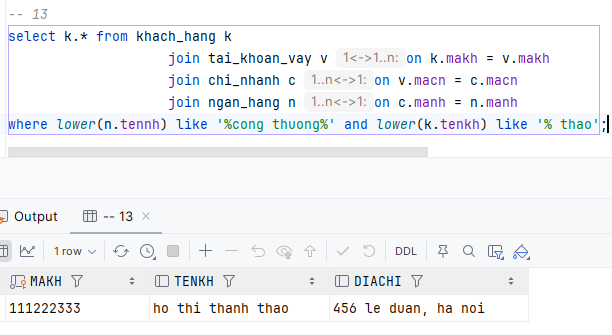 -- 13
select k.* from khach_hang k
join tai_khoan_vay v 1<->1..n: on k.makh = v.makh
join chi_nhanh c 1..n<->1: on v.macn = c.macn
join ngan_hang n 1..n<->1: on c.manh = n.manh
where lower(n.tennh) like '%cong thuong%' and lower(k.tenkh) like '% thao';
Output -- 13
1 row DDL
MAKH TENKH DIACHI
111222333 ho thi thanh thao 456 le duan, ha noi